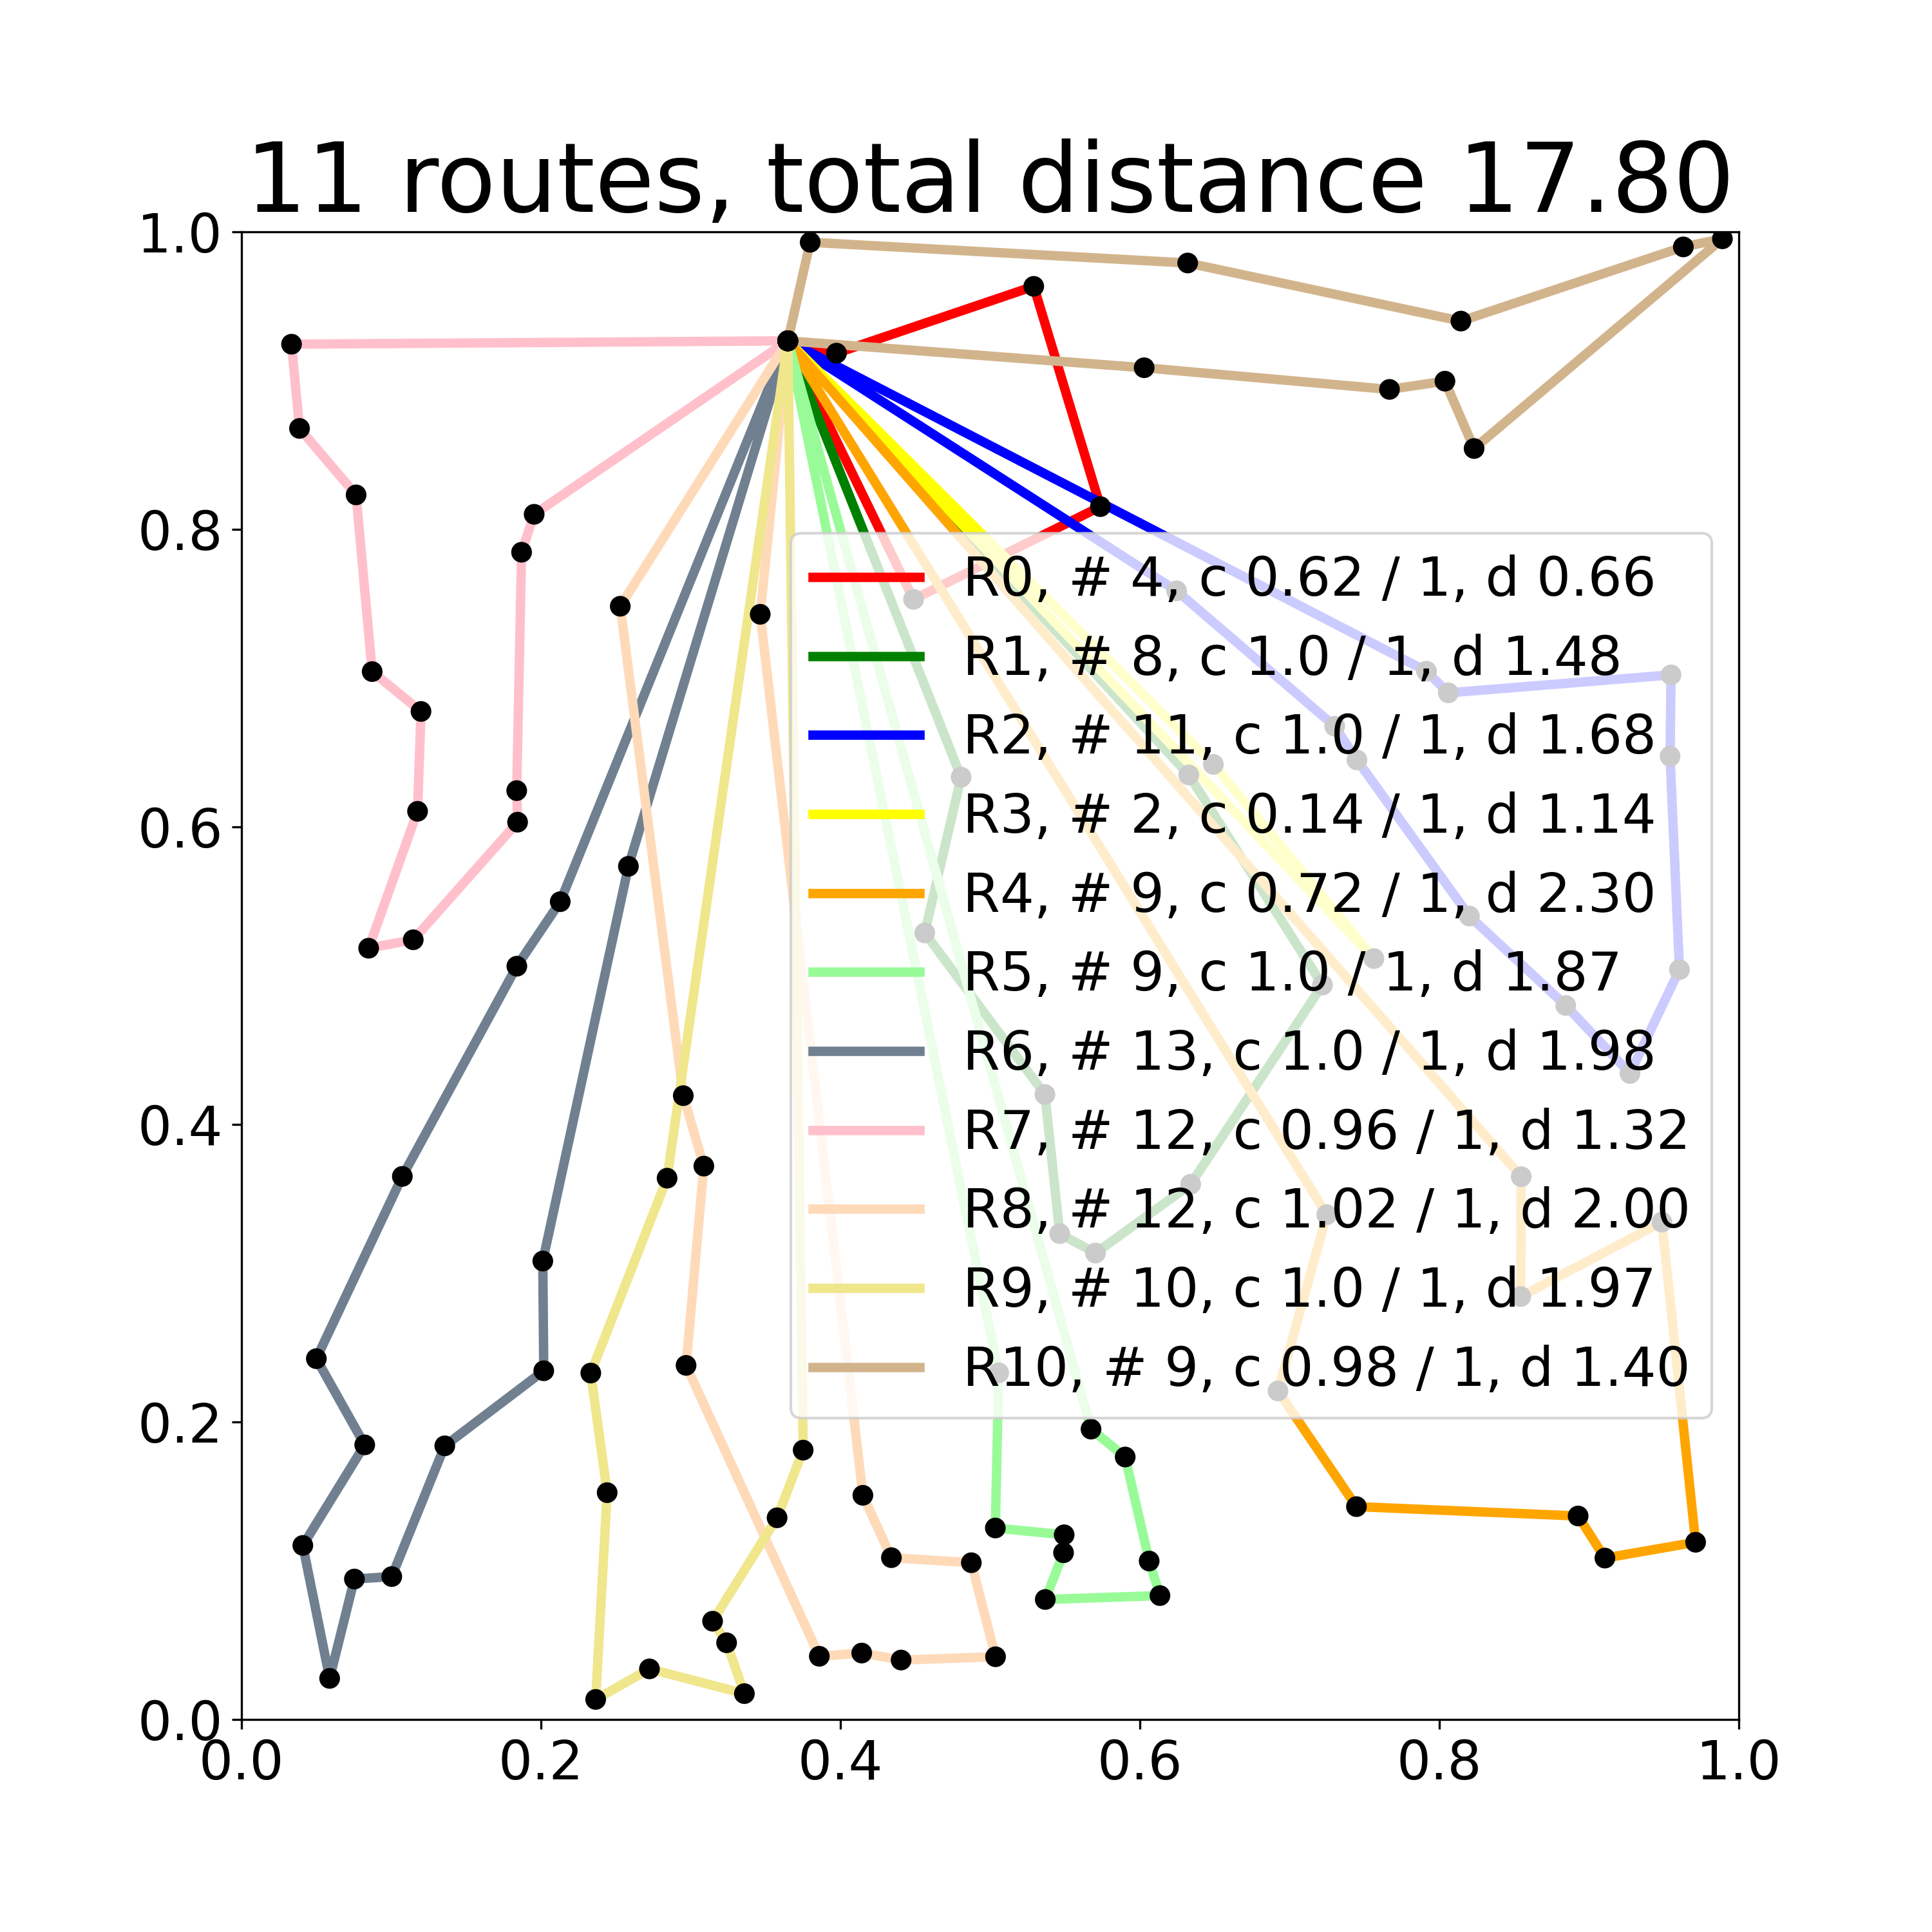 11 routes, total distance 17.80
1.0
0.8
0.6
0.4
0.2
0.0
0.0 0.2 0.4 0.6 0.8 1.0
R0, # 4, c 0.62 / 1, d 0.66
R1, # 8, c 1.0 / 1, d 1.48
R2, # 11, c 1.0 / 1, d 1.68
R3, # 2, c 0.14 / 1, d 1.14
R4, # 9, c 0.72 / 1, d 2.30
R5, # 9, c 1.0 / 1, d 1.87
R6, # 13, c 1.0 / 1, d 1.98
R7, # 12, c 0.96 / 1, d 1.32
R8, # 12, c 1.02 / 1, d 2.00
R9, # 10, c 1.0 / 1, d 1.97
R10, # 9, c 0.98 / 1, d 1.40